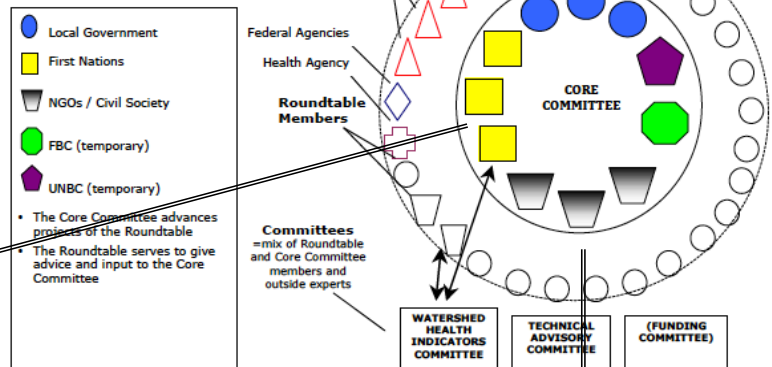 Local Government
First Nations
NGOs / Civil Society
FBC (temporary)
UNBC (temporary)
• The Core Committee advances
projects of the Roundtable
• The Roundtable serves to give
advice and input to the Core
Committee
Federal Agencies
Health Agency
Roundtable
Members
Committees
=mix of Roundtable
and Core Committee
members and
outside experts
CORE
COMMITTEE
WATERSHED
HEALTH
INDICATORS
COMMITTEE
TECHNICAL
ADVISORY
COMMITTEE
(FUNDING
COMMITTEE)